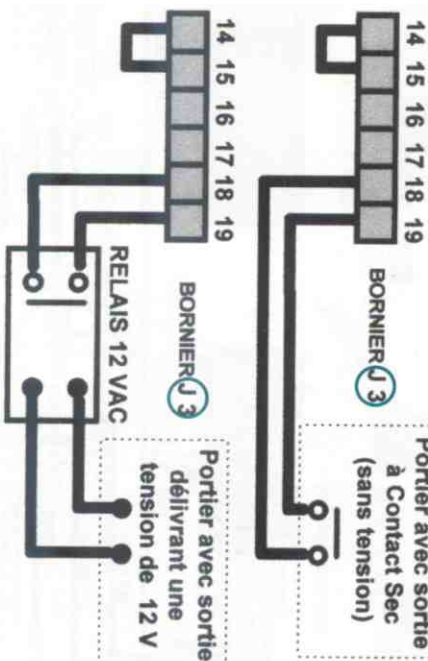 14 15 16 17 18 19
BORNIER J 3
Portier avec sortie
à Contact Sec
(sans tension)
14 15 16 17 18 19
BORNIER J 3
RELAIS 12 VAC
Portier avec sortie
délivrant une
tension de 12 V